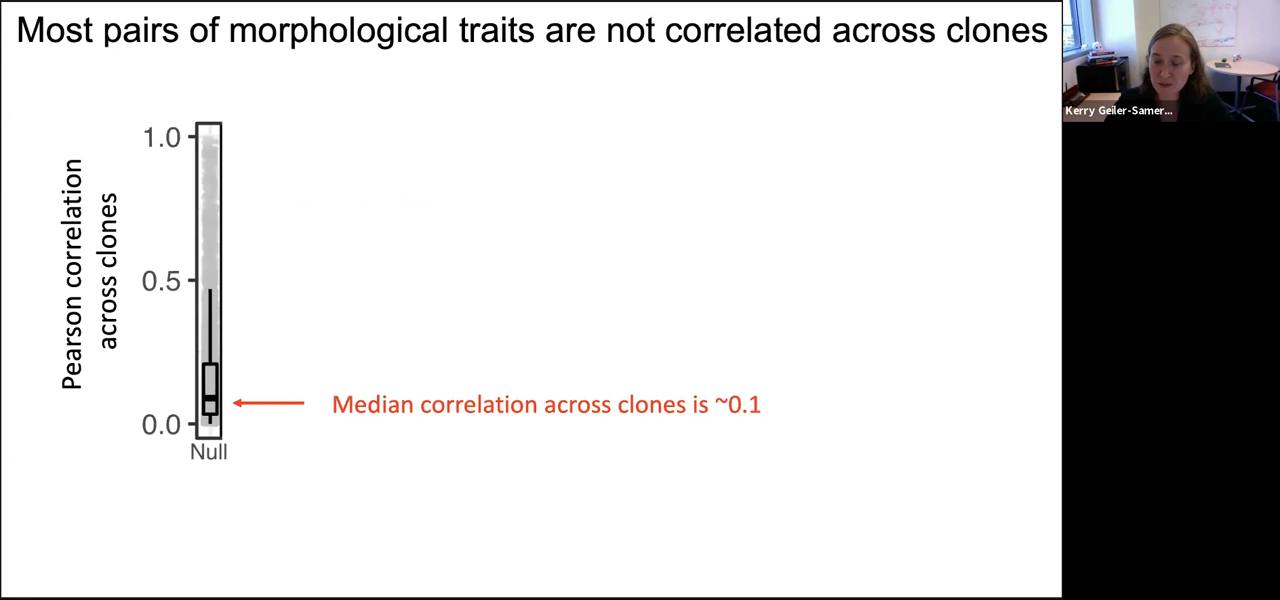 Most pairs of morphological traits are not correlated across clones
Kerry Geiler-Samer...
Pearson correlation
across clones
1.0
0.5
0.0
Median correlation across clones is ~0.1
Null